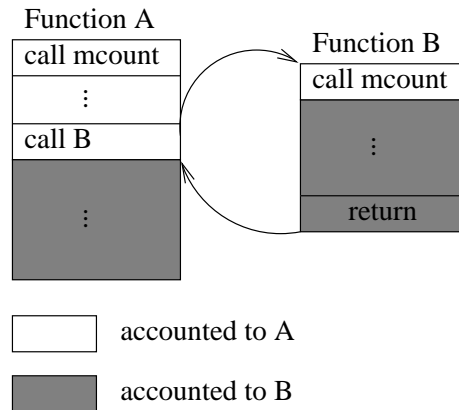 Function A
call mcount
⋮
call B
⋮
Function B
call mcount
⋮
return
accounted to A
accounted to B